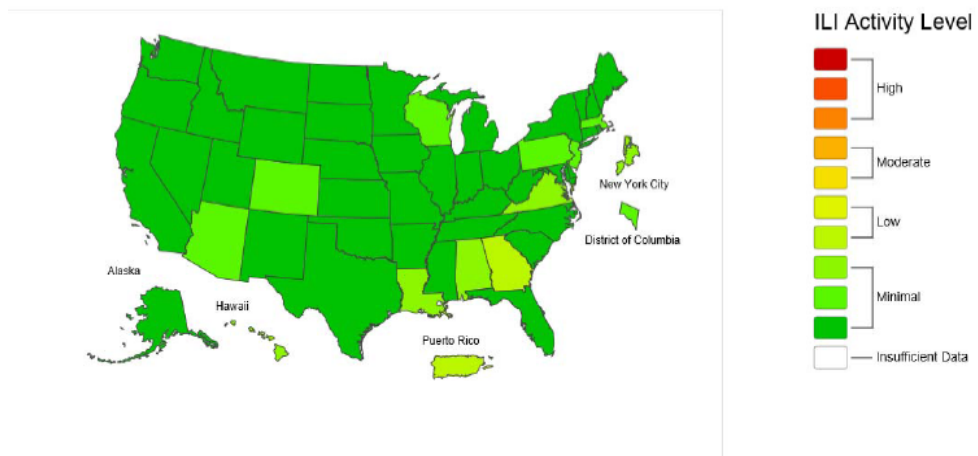 ILI Activity Level
High
Moderate
New York City
Low
District of Columbia
Alaska
Hawaii
Minimal
Puerto Rico
Insufficient Data